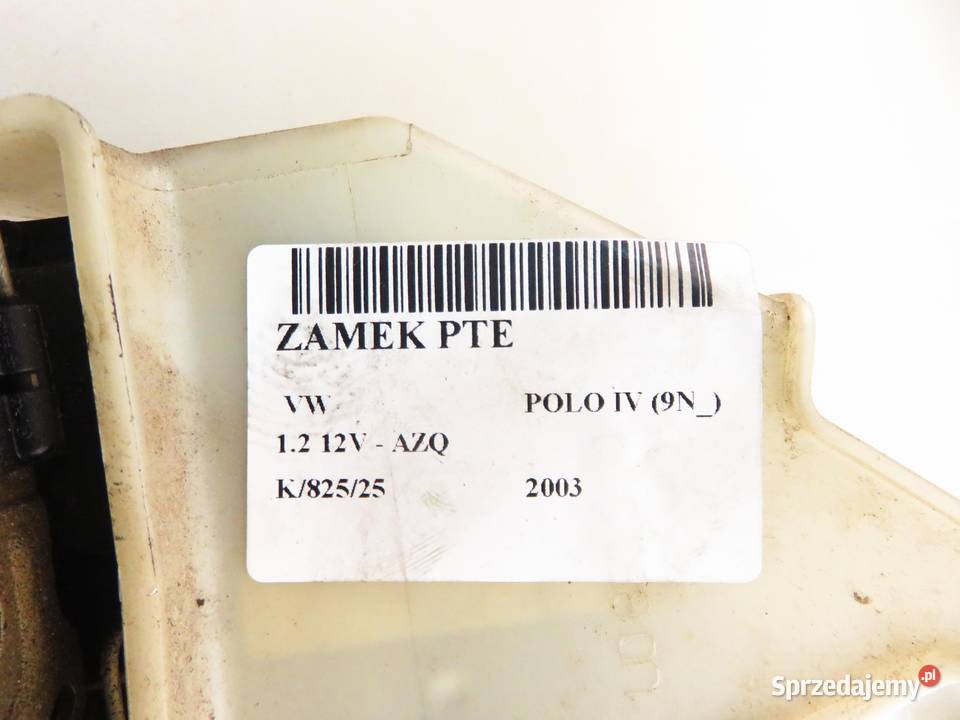 ZAMEK PTE
VW POLO IV (9N_)
1.2 12V - AZQ
K/825/25 2003
Sprzedajemy.pl